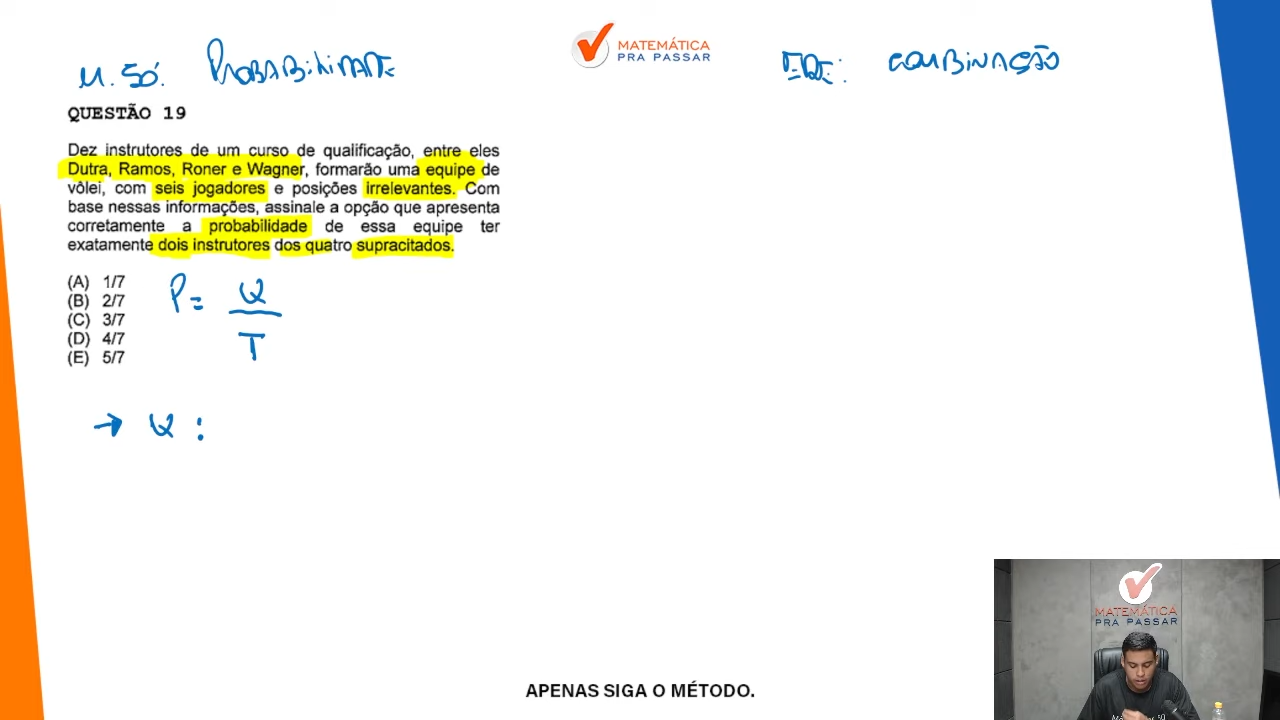 M. 50: PROBABILIDADE
MATEMÁTICA
PRA PASSAR
COMBINAÇÃO
QUESTÃO 19
Dez instrutores de um curso de qualificação, entre eles
Dutra, Ramos, Roner e Wagner, formarão uma equipe de
vôlei, com seis jogadores e posições irrelevantes. Com
base nessas informações, assinale a opção que apresenta
corretamente a probabilidade de essa equipe ter
exatamente dois instrutores dos quatro supracitados.
(A) 1/7
(B) 2/7
(C) 3/7
(D) 4/7
(E) 5/7
P = Q
T
→ Q :
MATEMÁTICA
PRA PASSAR
APENAS SIGA O MÉTODO.